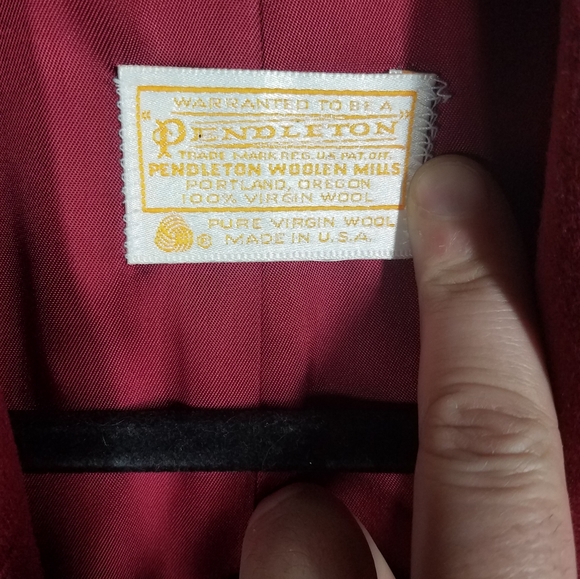 WARRANTED TO BE A
"PENDLETON"
TRADE MARK REG. U.S. PAT. OFF.
PENDLETON WOOLEN MILLS
PORTLAND, OREGON
100% VIRGIN WOOL
PURE VIRGIN WOOL
® MADE IN U.S.A.